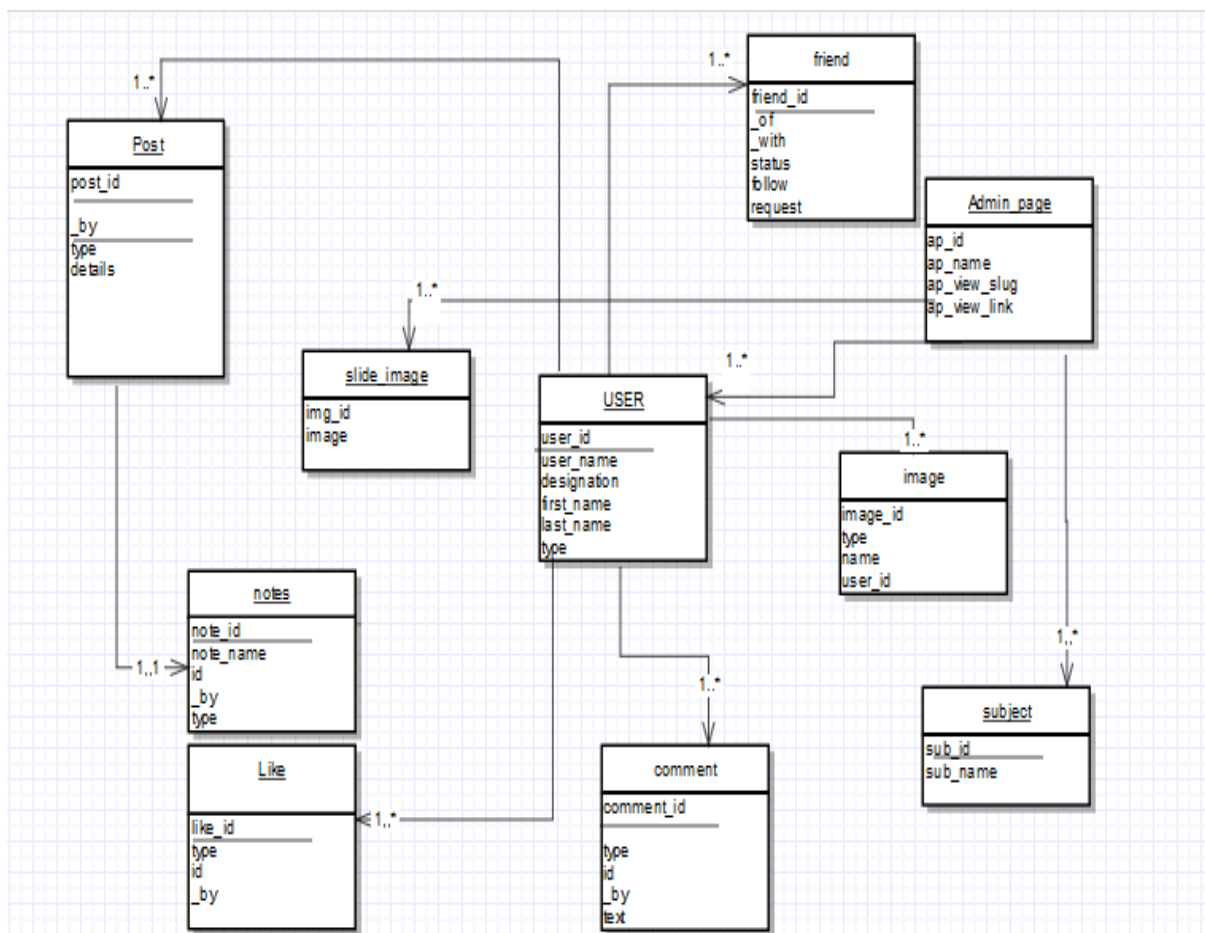 1..*
friend
1..*
friend_id
_of
_with
status
follow
request
Post
post_id
_by
type
details
Admin_page
ap_id
ap_name
ap_view_slug
ap_view_link
1..*
slide_image
img_id
image
1..*
USER
user_id
user_name
designation
first_name
last_name
type
1..*
image
image_id
type
name
user_id
notes
note_id
note_name
id
_by
type
1,,1
1,,*
subject
sub_id
sub_name
1..*
Like
like_id
type
id
_by
1,,*
comment
comment_id
type
id
_by
text